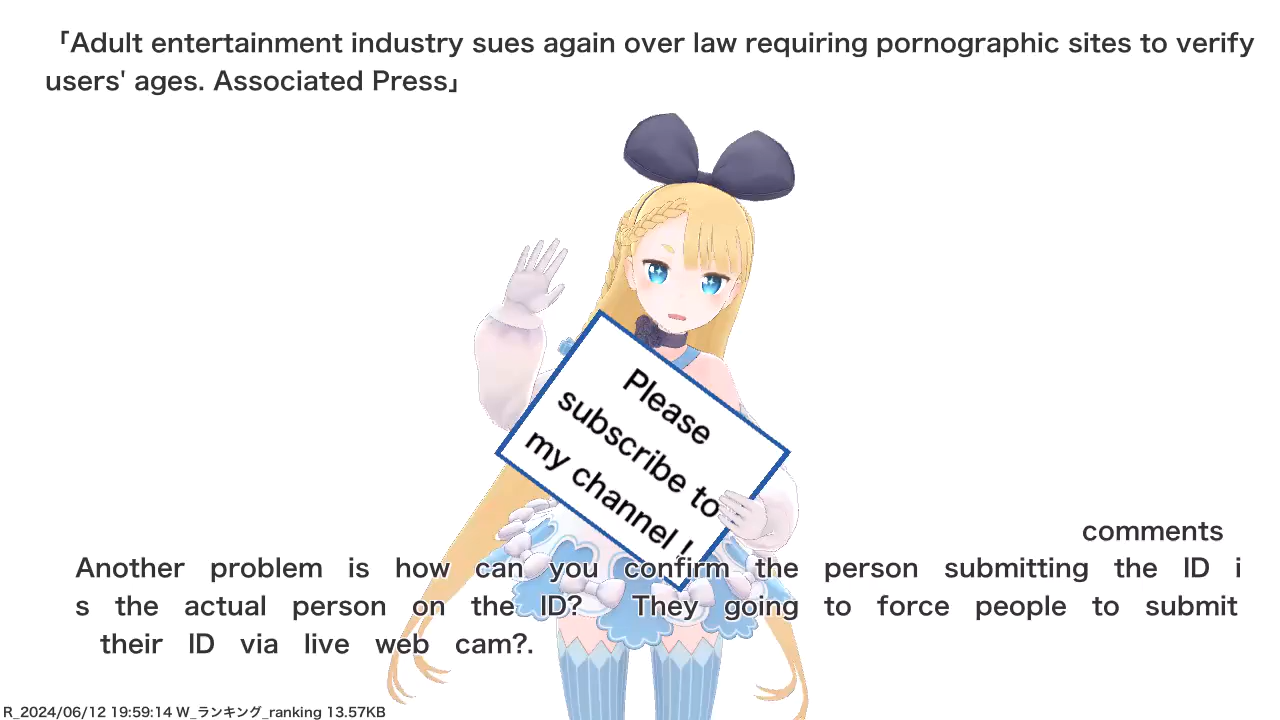 「Adult entertainment industry sues again over law requiring pornographic sites to verify
users' ages. Associated Press」
Please
subscribe to
my channel !
comments
Another problem is how can you confirm the person submitting the ID i
s the actual person on the ID? They going to force people to submit
their ID via live web cam?.
R_2024/06/12 19:59:14 W_ランキング_ranking 13.57KB